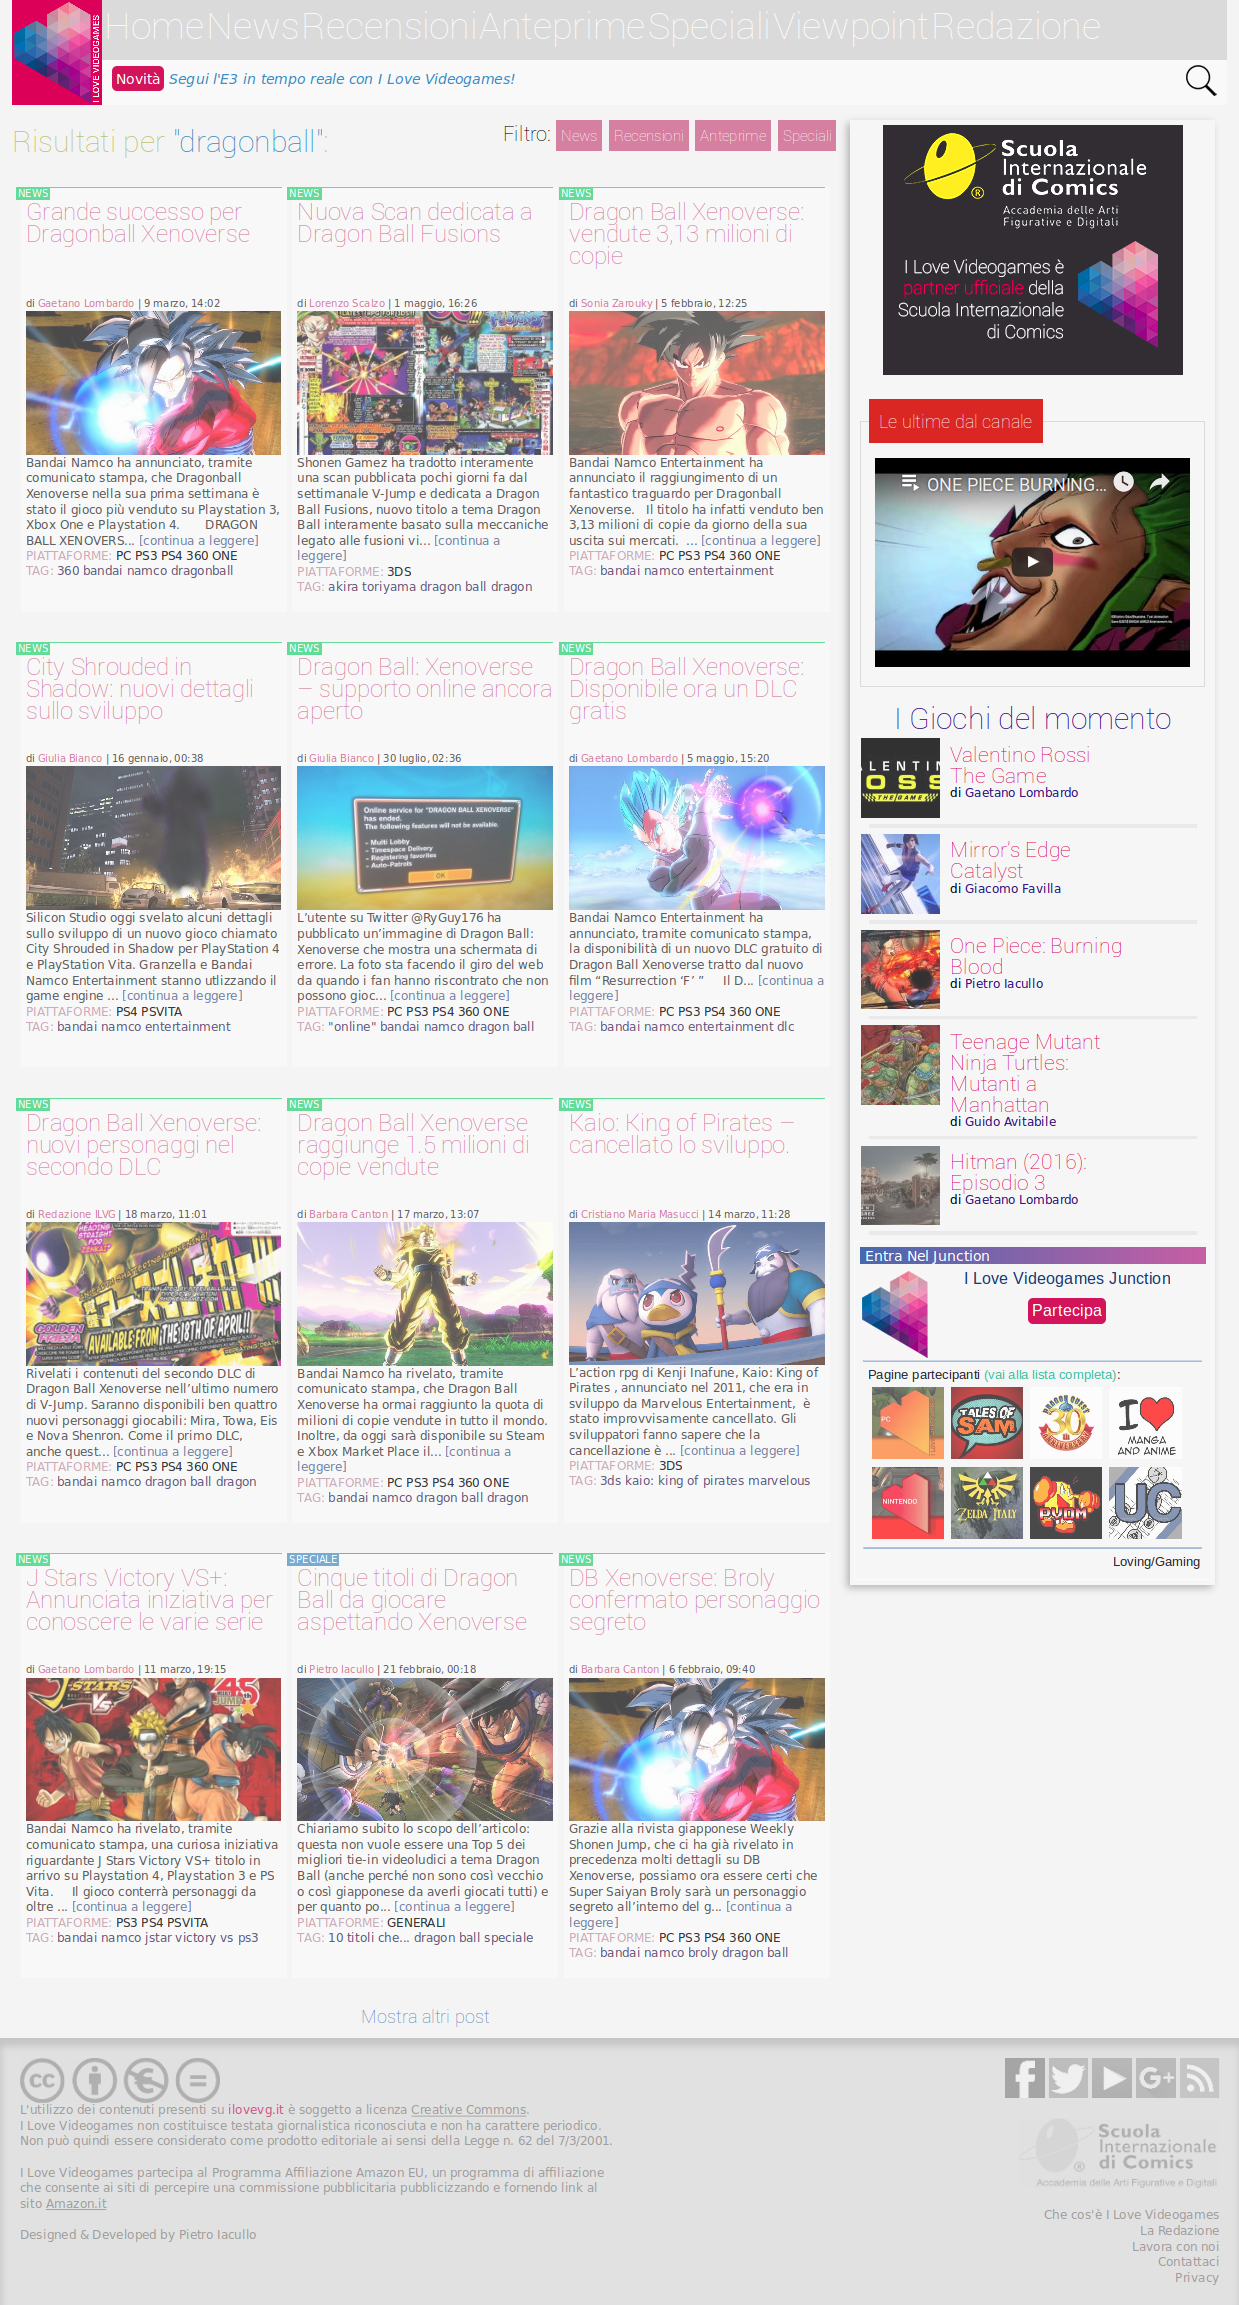 I LOVE VIDEOGAMES
Home News Recensioni Anteprime Speciali Viewpoint Redazione
Novità Segui l'E3 in tempo reale con I Love Videogames!
Risultati per "dragonball":
Filtro: News Recensioni Anteprime Speciali
NEWS
Grande successo per
Dragonball Xenoverse
di Gaetano Lombardo | 9 marzo, 14:02
Bandai Namco ha annunciato, tramite
comunicato stampa, che Dragonball
Xenoverse nella sua prima settimana è
stato il gioco più venduto su Playstation 3,
Xbox One e Playstation 4. DRAGON
BALL XENOVERS... [continua a leggere]
PIATTAFORME: PC PS3 PS4 360 ONE
TAG: 360 bandai namco dragonball
NEWS
Nuova Scan dedicata a
Dragon Ball Fusions
di Lorenzo Scalzo | 1 maggio, 16:26
Shonen Gamez ha tradotto interamente
una scan pubblicata pochi giorni fa dal
settimanale V-Jump e dedicata a Dragon
Ball Fusions, nuovo titolo a tema Dragon
Ball interamente basato sulla meccaniche
legato alle fusioni vi... [continua a
leggere]
PIATTAFORME: 3DS
TAG: akira toriyama dragon ball dragon
NEWS
Dragon Ball Xenoverse:
vendute 3,13 milioni di
copie
di Sonia Zarouky | 5 febbraio, 12:25
Bandai Namco Entertainment ha
annunciato il raggiungimento di un
fantastico traguardo per Dragonball
Xenoverse. Il titolo ha infatti venduto ben
3,13 milioni di copie da giorno della sua
uscita sui mercati. ... [continua a leggere]
PIATTAFORME: PC PS3 PS4 360 ONE
TAG: bandai namco entertainment
NEWS
City Shrouded in
Shadow: nuovi dettagli
sullo sviluppo
di Giulia Bianco | 16 gennaio, 00:38
Silicon Studio oggi svelato alcuni dettagli
sullo sviluppo di un nuovo gioco chiamato
City Shrouded in Shadow per PlayStation 4
e PlayStation Vita. Granzella e Bandai
Namco Entertainment stanno utlizzando il
game engine ... [continua a leggere]
PIATTAFORME: PS4 PSVITA
TAG: bandai namco entertainment
NEWS
Dragon Ball: Xenoverse
– supporto online ancora
aperto
di Giulia Bianco | 30 luglio, 02:36
Online service for "DRAGON BALL XENOVERSE"
has ended.
The following features will not be available.
- Multi Lobby
- Timespace Delivery
- Registering favorites
- Auto-Patrols
OK
L’utente su Twitter @RyGuy176 ha
pubblicato un’immagine di Dragon Ball:
Xenoverse che mostra una schermata di
errore. La foto sta facendo il giro del web
da quando i fan hanno riscontrato che non
possono gioc... [continua a leggere]
PIATTAFORME: PC PS3 PS4 360 ONE
TAG: "online" bandai namco dragon ball
NEWS
Dragon Ball Xenoverse:
Disponibile ora un DLC
gratis
di Gaetano Lombardo | 5 maggio, 15:20
Bandai Namco Entertainment ha
annunciato, tramite comunicato stampa,
la disponibilità di un nuovo DLC gratuito di
Dragon Ball Xenoverse tratto dal nuovo
film “Resurrection ‘F’ ” Il D... [continua a
leggere]
PIATTAFORME: PC PS3 PS4 360 ONE
TAG: bandai namco entertainment dlc
NEWS
Dragon Ball Xenoverse:
nuovi personaggi nel
secondo DLC
di Redazione ILVG | 18 marzo, 11:01
GOLDEN
FRIEZA
AVAILABLE FROM THE 18TH OF APRIL!!
Rivelati i contenuti del secondo DLC di
Dragon Ball Xenoverse nell’ultimo numero
di V-Jump. Saranno disponibili ben quattro
nuovi personaggi giocabili: Mira, Towa, Eis
e Nova Shenron. Come il primo DLC,
anche quest... [continua a leggere]
PIATTAFORME: PC PS3 PS4 360 ONE
TAG: bandai namco dragon ball dragon
NEWS
Dragon Ball Xenoverse
raggiunge 1.5 milioni di
copie vendute
di Barbara Canton | 17 marzo, 13:07
Bandai Namco ha rivelato, tramite
comunicato stampa, che Dragon Ball
Xenoverse ha ormai raggiunto la quota di
milioni di copie vendute in tutto il mondo.
Inoltre, da oggi sarà disponibile su Steam
e Xbox Market Place il... [continua a
leggere]
PIATTAFORME: PC PS3 PS4 360 ONE
TAG: bandai namco dragon ball dragon
NEWS
Kaio: King of Pirates –
cancellato lo sviluppo.
di Cristiano Maria Masucci | 14 marzo, 11:28
L’action rpg di Kenji Inafune, Kaio: King of
Pirates , annunciato nel 2011, che era in
sviluppo da Marvelous Entertainment, è
stato improvvisamente cancellato. Gli
sviluppatori fanno sapere che la
cancellazione è ... [continua a leggere]
PIATTAFORME: 3DS
TAG: 3ds kaio: king of pirates marvelous
NEWS
J Stars Victory VS+:
Annunciata iniziativa per
conoscere le varie serie
di Gaetano Lombardo | 11 marzo, 19:15
J STARS
VS
Bandai Namco ha rivelato, tramite
comunicato stampa, una curiosa iniziativa
riguardante J Stars Victory VS+ titolo in
arrivo su Playstation 4, Playstation 3 e PS
Vita. Il gioco conterrà personaggi da
oltre ... [continua a leggere]
PIATTAFORME: PS3 PS4 PSVITA
TAG: bandai namco jstar victory vs ps3
SPECIALE
Cinque titoli di Dragon
Ball da giocare
aspettando Xenoverse
di Pietro Iacullo | 21 febbraio, 00:18
Chiariamo subito lo scopo dell’articolo:
questa non vuole essere una Top 5 dei
migliori tie-in videoludici a tema Dragon
Ball (anche perché non sono così vecchio
o così giapponese da averli giocati tutti) e
per quanto po... [continua a leggere]
PIATTAFORME: GENERALI
TAG: 10 titoli che... dragon ball speciale
NEWS
DB Xenoverse: Broly
confermato personaggio
segreto
di Barbara Canton | 6 febbraio, 09:40
Grazie alla rivista giapponese Weekly
Shonen Jump, che ci ha già rivelato in
precedenza molti dettagli su DB
Xenoverse, possiamo ora essere certi che
Super Saiyan Broly sarà un personaggio
segreto all’interno del g... [continua a
leggere]
PIATTAFORME: PC PS3 PS4 360 ONE
TAG: bandai namco broly dragon ball
Mostra altri post
Scuola
Internazionale
di Comics
Accademia delle Arti
Figurative e Digitali
I Love Videogames è
partner ufficiale della
Scuola Internazionale
di Comics
Le ultime dal canale
ONE PIECE BURNING...
I Giochi del momento
Valentino Rossi
The Game
di Gaetano Lombardo
Mirror's Edge
Catalyst
di Giacomo Favilla
One Piece: Burning
Blood
di Pietro Iacullo
Teenage Mutant
Ninja Turtles:
Mutanti a
Manhattan
di Guido Avitabile
Hitman (2016):
Episodio 3
di Gaetano Lombardo
Entra Nel Junction
I Love Videogames Junction
Partecipa
Pagine partecipanti (vai alla lista completa):
PC
TALES OF SAM
DRAGON QUEST 30 ANNIVERSARY
I
MANGA
AND ANIME
NINTENDO
ZELDA ITALY
PVDM
UC
Loving/Gaming
L'utilizzo dei contenuti presenti su ilovevg.it è soggetto a licenza Creative Commons.
I Love Videogames non costituisce testata giornalistica riconosciuta e non ha carattere periodico.
Non può quindi essere considerato come prodotto editoriale ai sensi della Legge n. 62 del 7/3/2001.
I Love Videogames partecipa al Programma Affiliazione Amazon EU, un programma di affiliazione
che consente ai siti di percepire una commissione pubblicitaria pubblicizzando e fornendo link al
sito Amazon.it
Designed & Developed by Pietro Iacullo
Scuola
Internazionale
di Comics
Accademia delle Arti Figurative e Digitali
Che cos'è I Love Videogames
La Redazione
Lavora con noi
Contattaci
Privacy